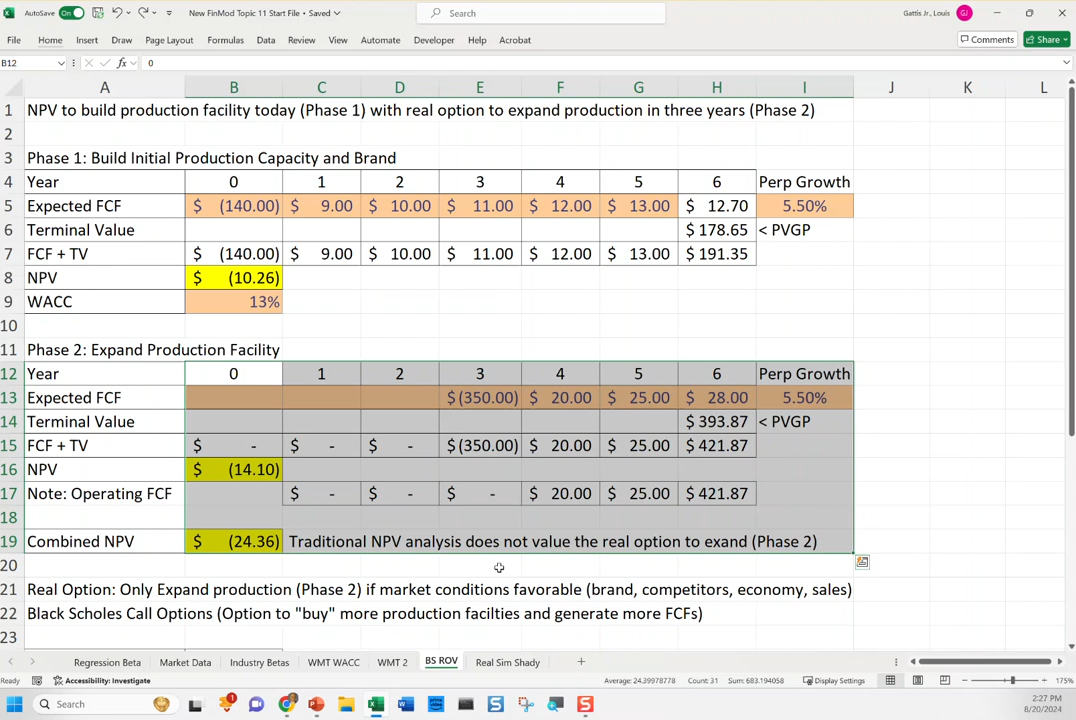 AutoSave On New FinMod Topic 11 Start File • Saved Search Gattis Jr., Louis GJ
File Home Insert Draw Page Layout Formulas Data Review View Automate Developer Help Acrobat Comments Share
B12 fx 0
A B C D E F G H I J K L
1 NPV to build production facility today (Phase 1) with real option to expand production in three years (Phase 2)
2
3 Phase 1: Build Initial Production Capacity and Brand
4 Year 0 1 2 3 4 5 6 Perp Growth
5 Expected FCF $ (140.00) $ 9.00 $ 10.00 $ 11.00 $ 12.00 $ 13.00 $ 12.70 5.50%
6 Terminal Value $ 178.65 < PVGP
7 FCF + TV $ (140.00) $ 9.00 $ 10.00 $ 11.00 $ 12.00 $ 13.00 $ 191.35
8 NPV $ (10.26)
9 WACC 13%
10
11 Phase 2: Expand Production Facility
12 Year 0 1 2 3 4 5 6 Perp Growth
13 Expected FCF $ (350.00) $ 20.00 $ 25.00 $ 28.00 5.50%
14 Terminal Value $ 393.87 < PVGP
15 FCF + TV $ - $ - $ - $ (350.00) $ 20.00 $ 25.00 $ 421.87
16 NPV $ (14.10)
17 Note: Operating FCF $ - $ - $ - $ 20.00 $ 25.00 $ 421.87
18
19 Combined NPV $ (24.36) Traditional NPV analysis does not value the real option to exand (Phase 2)
20
21 Real Option: Only Expand production (Phase 2) if market conditions favorable (brand, competitors, economy, sales)
22 Black Scholes Call Options (Option to "buy" more production facilties and generate more FCFs)
23
Regression Beta Market Data Industry Betas WMT WACC WMT 2 BS ROV Real Sim Shady
Ready Accessibility: Investigate Average: 24.39978778 Count: 31 Sum: 683.194058 Display Settings 175%
Search 2:27 PM
8/20/2024